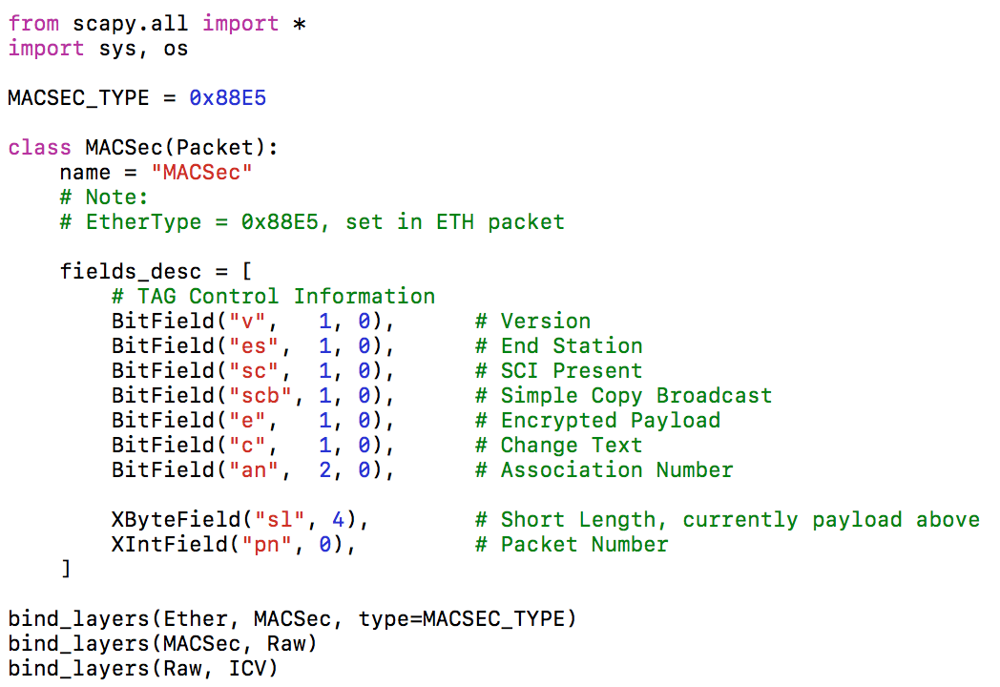 from scapy.all import *
import sys, os

MACSEC_TYPE = 0x88E5

class MACSec(Packet):
    name = "MACSec"
    # Note:
    # EtherType = 0x88E5, set in ETH packet

    fields_desc = [
        # TAG Control Information
        BitField("v",   1, 0),      # Version
        BitField("es",  1, 0),      # End Station
        BitField("sc",  1, 0),      # SCI Present
        BitField("scb", 1, 0),      # Simple Copy Broadcast
        BitField("e",   1, 0),      # Encrypted Payload
        BitField("c",   1, 0),      # Change Text
        BitField("an",  2, 0),      # Association Number

        XByteField("sl", 4),        # Short Length, currently payload above
        XIntField("pn", 0),         # Packet Number
    ]

bind_layers(Ether, MACSec, type=MACSEC_TYPE)
bind_layers(MACSec, Raw)
bind_layers(Raw, ICV)